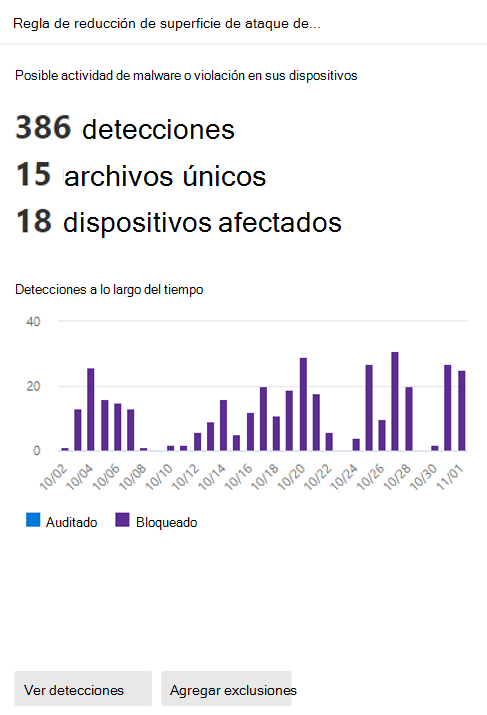 Regla de reducción de superficie de ataque de...
Posible actividad de malware o violación en sus dispositivos
386 detecciones
15 archivos únicos
18 dispositivos afectados
Detecciones a lo largo del tiempo
40
20
0
10/02 10/04 10/06 10/08 10/10 10/12 10/14 10/16 10/18 10/20 10/22 10/24 10/26 10/28 10/30 11/01
Auditado Bloqueado
Ver detecciones Agregar exclusiones